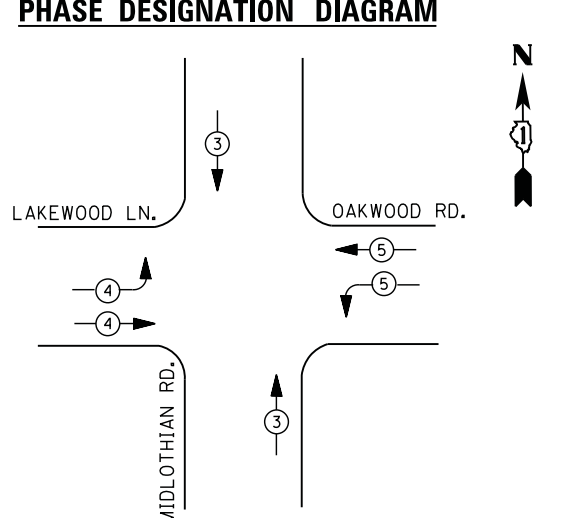 PHASE DESIGNATION DIAGRAM
N
1
3
LAKEWOOD LN.
OAKWOOD RD.
5
4
5
4
MIDLOTHIAN RD.
3